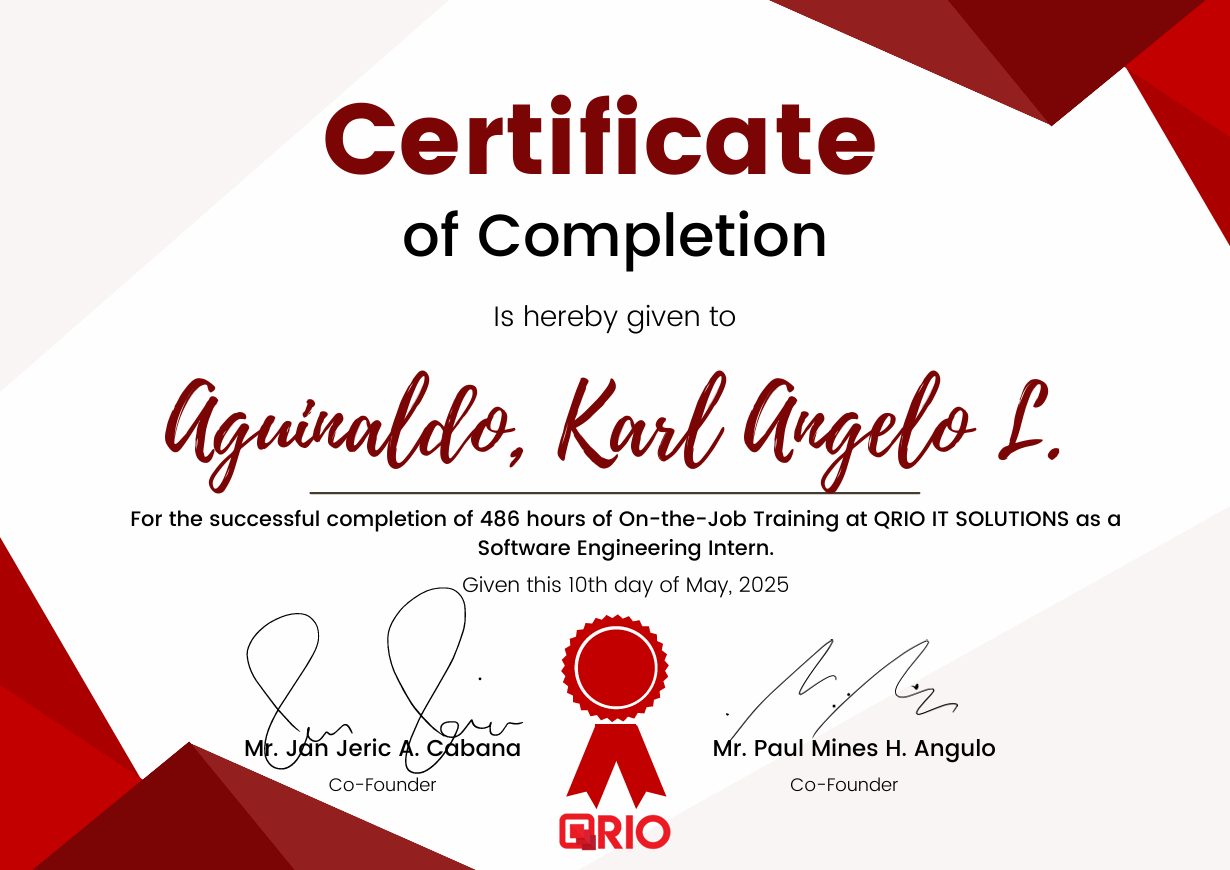 Certificate
of Completion
Is hereby given to
Aguinaldo, Karl Angelo L.
For the successful completion of 486 hours of On-the-Job Training at QRIO IT SOLUTIONS as a
Software Engineering Intern.
Given this 10th day of May, 2025
Mr. Jan Jeric A. Cabana
Co-Founder
Mr. Paul Mines H. Angulo
Co-Founder
QRIO